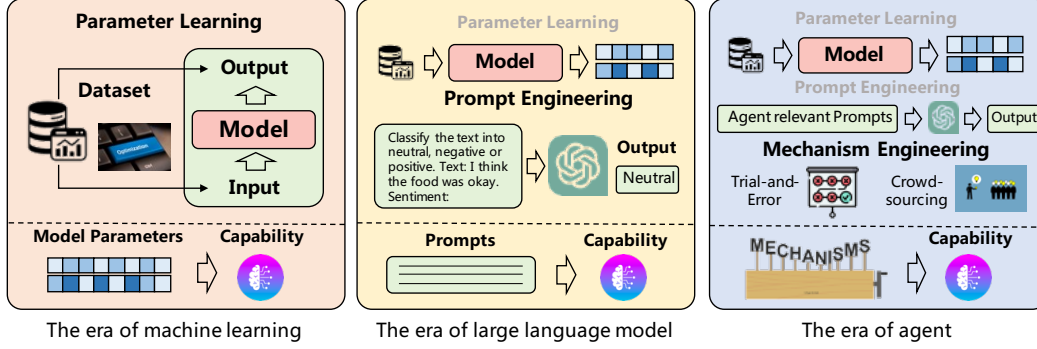 Parameter Learning
Output
Dataset
Optimization
Model
Input
Model Parameters
Capability
The era of machine learning
Parameter Learning
Model
Prompt Engineering
Classify the text into
neutral, negative or
positive. Text: I think
the food was okay.
Sentiment:
Output
Neutral
Prompts
Capability
The era of large language model
Parameter Learning
Model
Prompt Engineering
Agent relevant Prompts
Output
Mechanism Engineering
Trial-and-
Error
Crowd-
sourcing
MECHANISMS
Capability
The era of agent